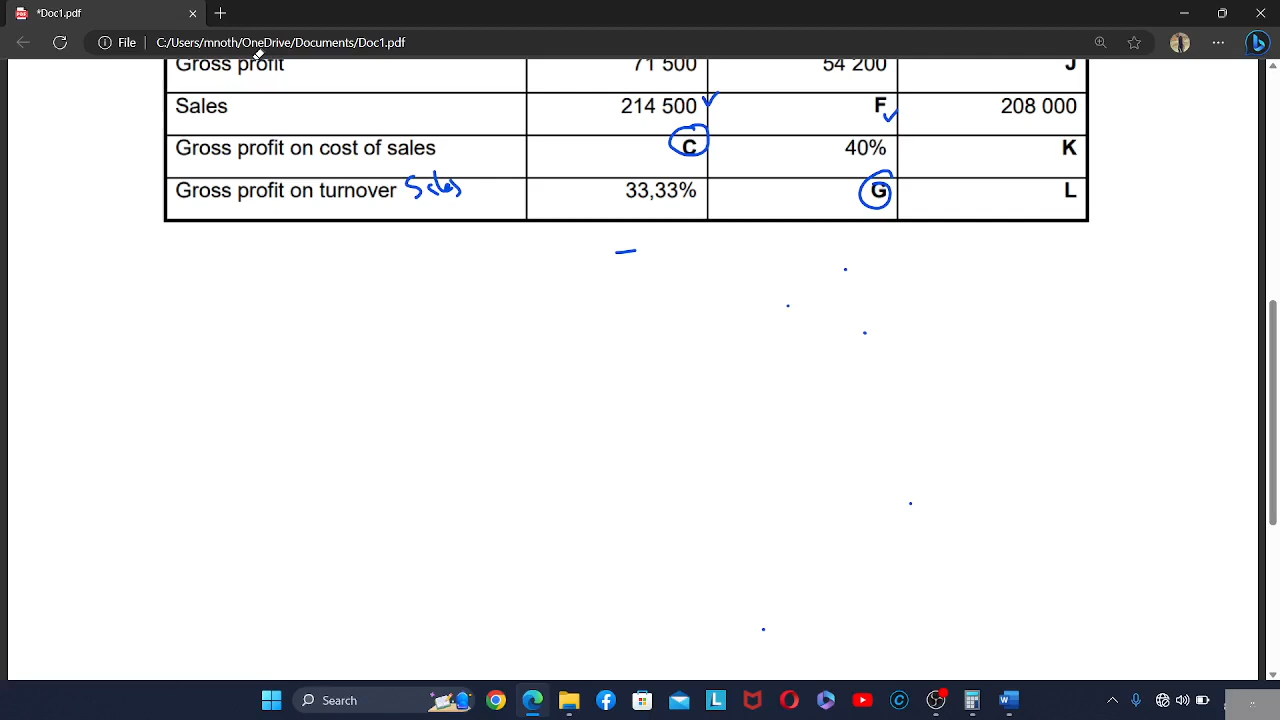 *Doc1.pdf
File C:/Users/mnoth/OneDrive/Documents/Doc1.pdf
Gross profit 71 500 54 200 J
Sales 214 500 F 208 000
Gross profit on cost of sales C 40% K
Gross profit on turnover Sales 33,33% G L
Search